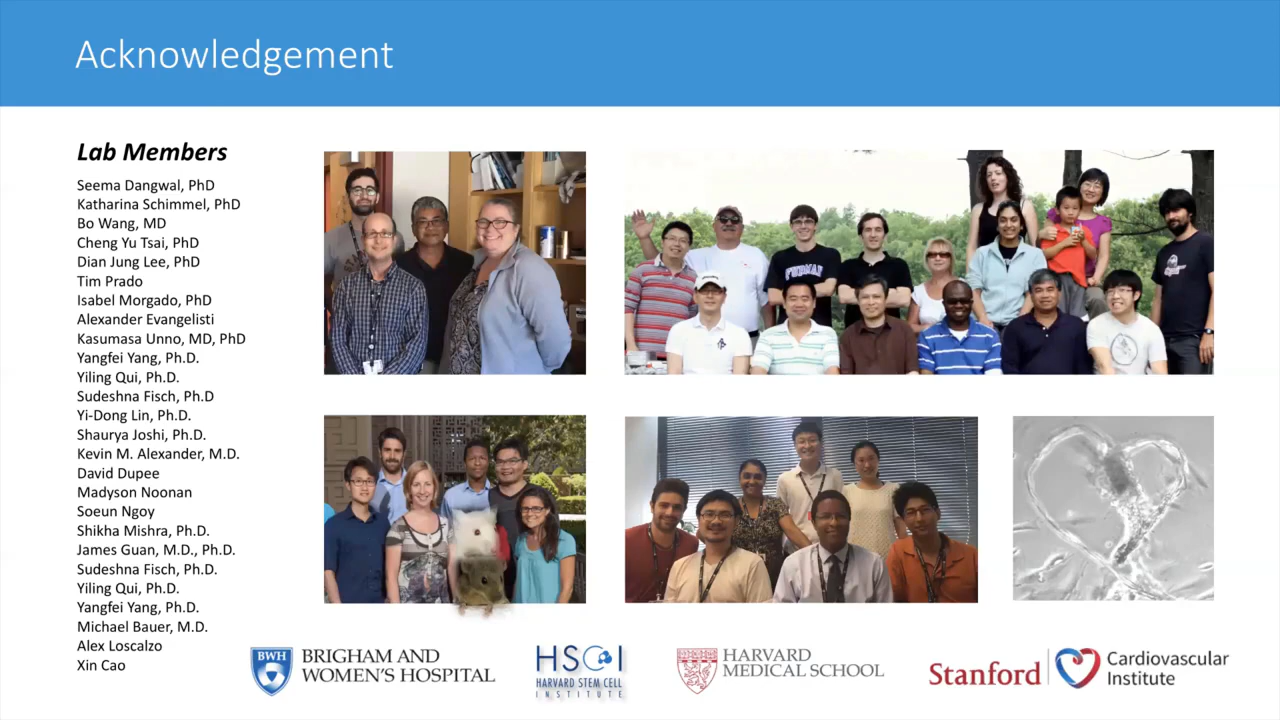 Acknowledgement
Lab Members
Seema Dangwal, PhD
Katharina Schimmel, PhD
Bo Wang, MD
Cheng Yu Tsai, PhD
Dian Jung Lee, PhD
Tim Prado
Isabel Morgado, PhD
Alexander Evangelisti
Kasumasa Unno, MD, PhD
Yangfei Yang, Ph.D.
Yiling Qui, Ph.D.
Sudeshna Fisch, Ph.D
Yi-Dong Lin, Ph.D.
Shaurya Joshi, Ph.D.
Kevin M. Alexander, M.D.
David Dupee
Madyson Noonan
Soeun Ngoy
Shikha Mishra, Ph.D.
James Guan, M.D., Ph.D.
Sudeshna Fisch, Ph.D.
Yiling Qui, Ph.D.
Yangfei Yang, Ph.D.
Michael Bauer, M.D.
Alex Loscalzo
Xin Cao
FURMAN
BWH
BRIGHAM AND
WOMEN'S HOSPITAL
HSCI
HARVARD STEM CELL
INSTITUTE
HARVARD
MEDICAL SCHOOL
Stanford
Cardiovascular
Institute